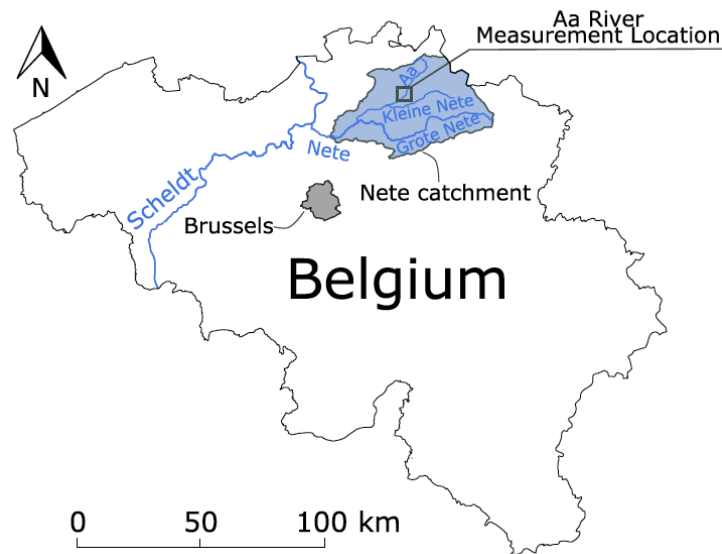 Aa River
Measurement Location
N
Aa
Kleine Nete
Grote Nete
Nete
Scheldt
Nete catchment
Brussels
Belgium
0 50 100 km